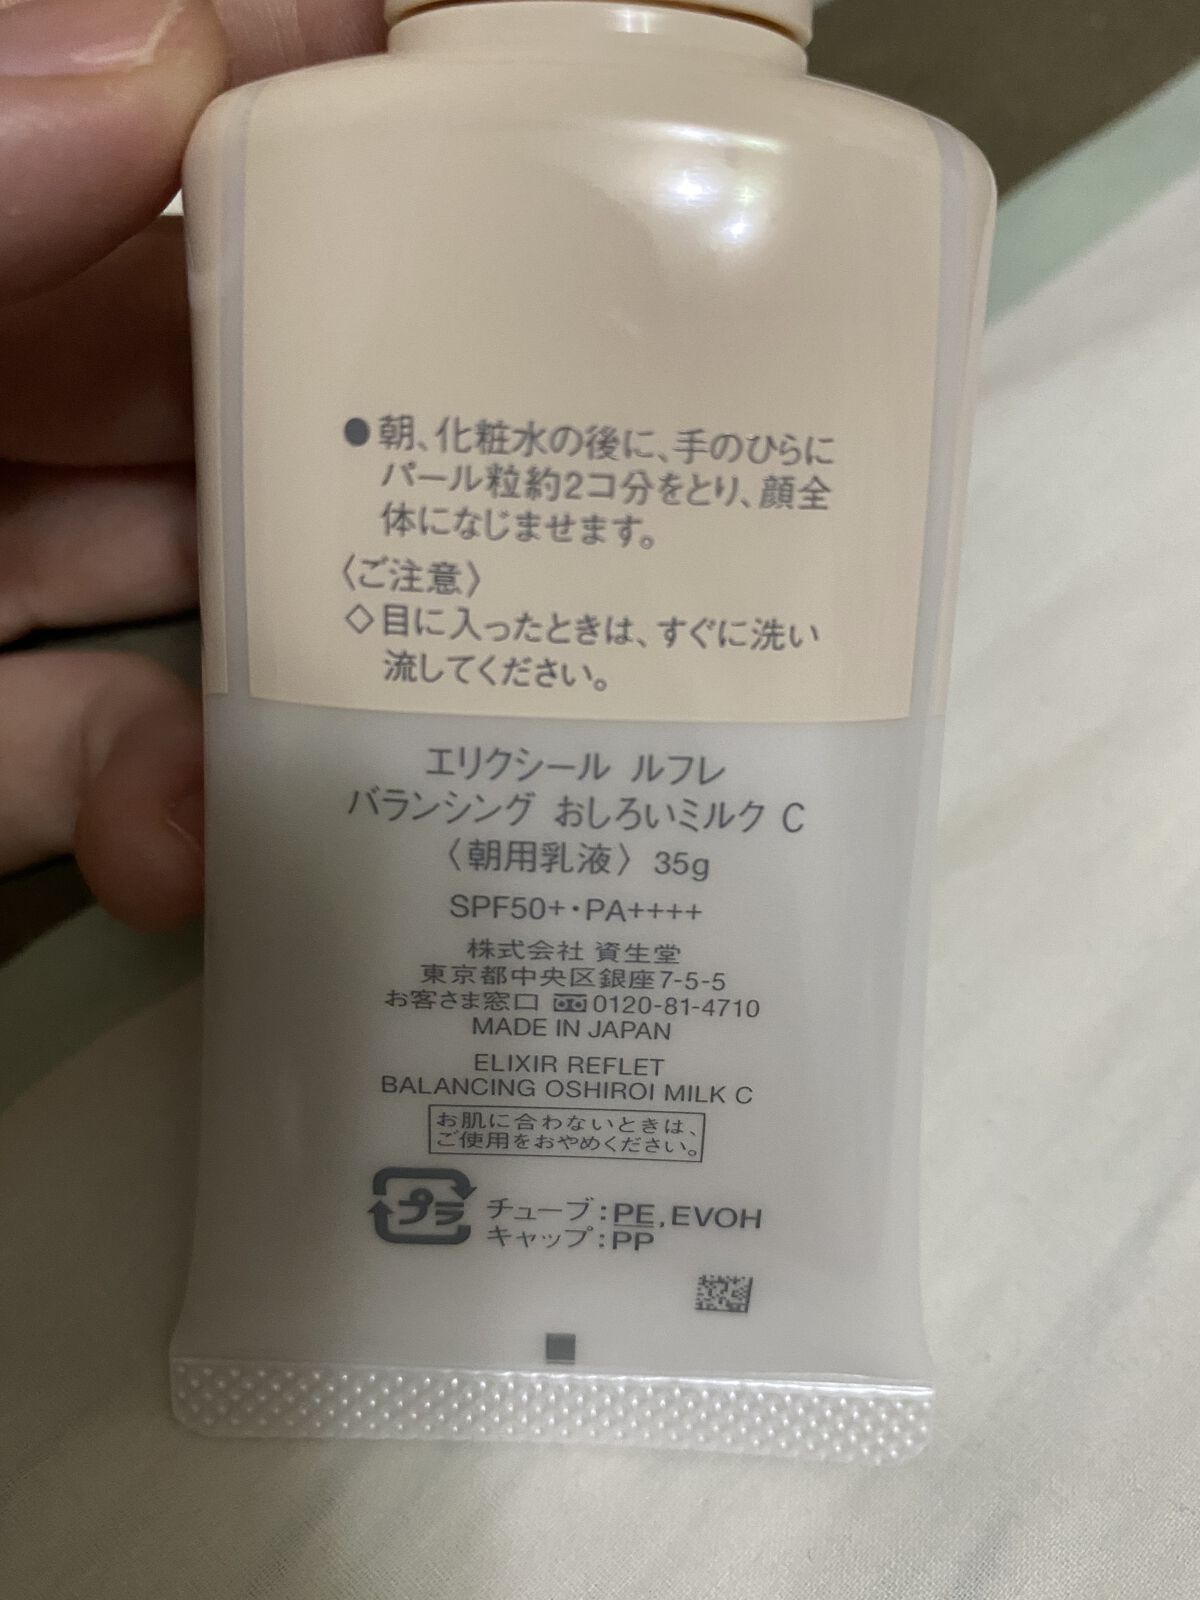 ●朝、化粧水の後に、手のひらに
パール粒約2コ分をとり、顔全
体になじませます。
〈ご注意〉
◇目に入ったときは、すぐに洗い
流してください。
エリクシール ルフレ
バランシング おしろいミルク C
〈朝用乳液〉 35g
SPF50+・PA++++
株式会社 資生堂
東京都中央区銀座7-5-5
お客さま窓口 0120-81-4710
MADE IN JAPAN
ELIXIR REFLET
BALANCING OSHIROI MILK C
お肌に合わないときは、
ご使用をおやめください。
プラ
チューブ:PE,EVOH
キャップ:PP